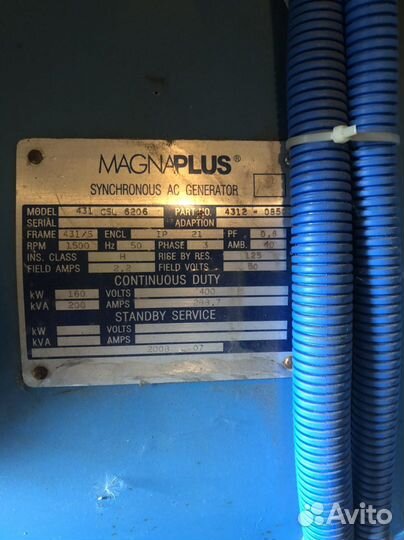 MAGNAPLUS®
SYNCHRONOUS AC GENERATOR
MODEL 431 CSL 6206 PART NO. 4312 - 085
SERIAL ADAPTION
FRAME 431/S ENCL IP 21 PF 0,8
RPM 1500 Hz 50 PHASE 3 AMB. 40
INS. CLASS H RISE BY RES. 125
FIELD AMPS 2,2 FIELD VOLTS
CONTINUOUS DUTY
kW 160 VOLTS 400
kVA 200 AMPS 288,7
STANDBY SERVICE
kW VOLTS
kVA AMPS
2008 - 07
Avito